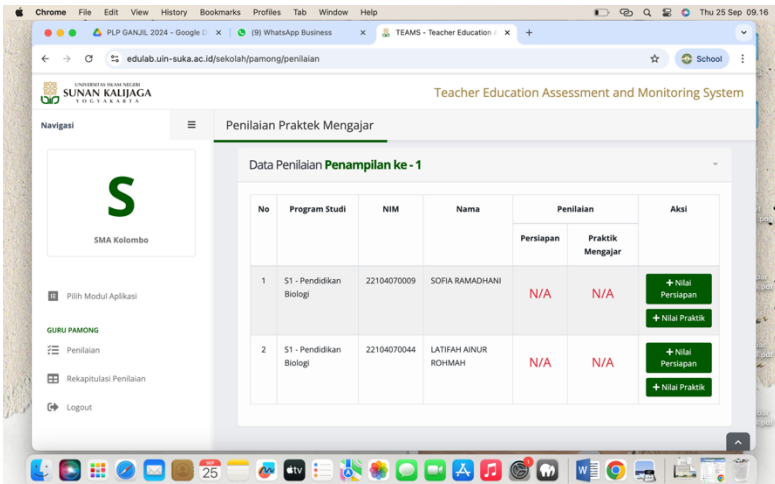 Chrome File Edit View History Bookmarks Profiles Tab Window Help Thu 25 Sep 09.16
PLP GANJIL 2024 - Google D (9) WhatsApp Business TEAMS - Teacher Education A
edulab.uin-suka.ac.id/sekolah/pamong/penilaian School
UNIVERSITAS ISLAM NEGERI
SUNAN KALIJAGA
YOGYAKARTA
Teacher Education Assessment and Monitoring System
Navigasi
Penilaian Praktek Mengajar
S
SMA Kolombo
Pilih Modul Aplikasi
GURU PAMONG
Penilaian
Rekapitulasi Penilaian
Logout
Data Penilaian Penampilan ke - 1
No Program Studi NIM Nama Penilaian Aksi
Persiapan Praktik
Mengajar
1 S1 - Pendidikan 22104070009 SOFIA RAMADHANI N/A N/A + Nilai
Biologi Persiapan
+ Nilai Praktik
2 S1 - Pendidikan 22104070044 LATIFAH AINUR N/A N/A + Nilai
Biologi ROHMAH Persiapan
+ Nilai Praktik
SEP
25
tv
W